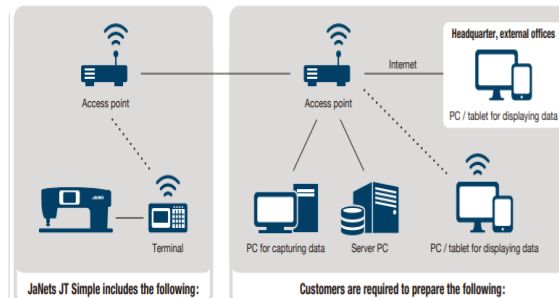 Headquarter, external offices
Internet
Access point
Access point
PC / tablet for displaying data
Terminal
PC for capturing data
Server PC
PC / tablet for displaying data
JaNets JT Simple includes the following:
Customers are required to prepare the following: